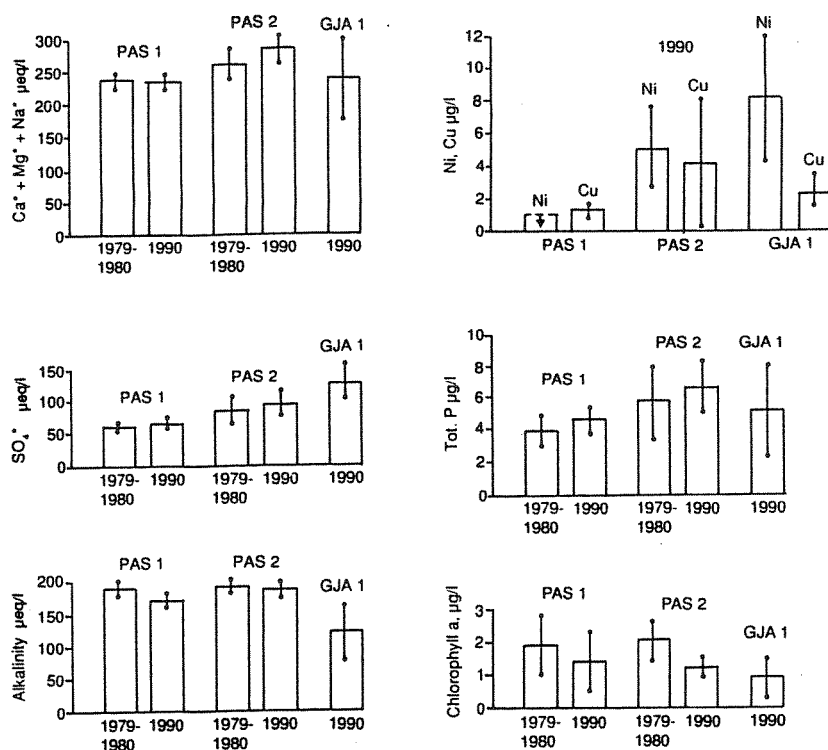 Ca* + Mg* + Na* µeq/l
300
250
200
150
100
50
0
PAS 1
PAS 2
GJA 1
1979-
1980
1990
1979-
1980
1990
1990
Ni, Cu µg/l
12
10
8
6
4
2
0
1990
Ni
Cu
Ni
Cu
Ni
Cu
PAS 1
PAS 2
GJA 1
SO₄* µeq/l
150
100
50
0
PAS 1
PAS 2
GJA 1
1979-
1980
1990
1979-
1980
1990
1990
Tot. P µg/l
10
8
6
4
2
0
PAS 1
PAS 2
GJA 1
1979-
1980
1990
1979-
1980
1990
1990
Alkalinity µeq/l
200
150
100
50
0
PAS 1
PAS 2
GJA 1
1979-
1980
1990
1979-
1980
1990
1990
Chlorophyll a, µg/l
3
2
1
0
PAS 1
PAS 2
GJA 1
1979-
1980
1990
1979-
1980
1990
1990